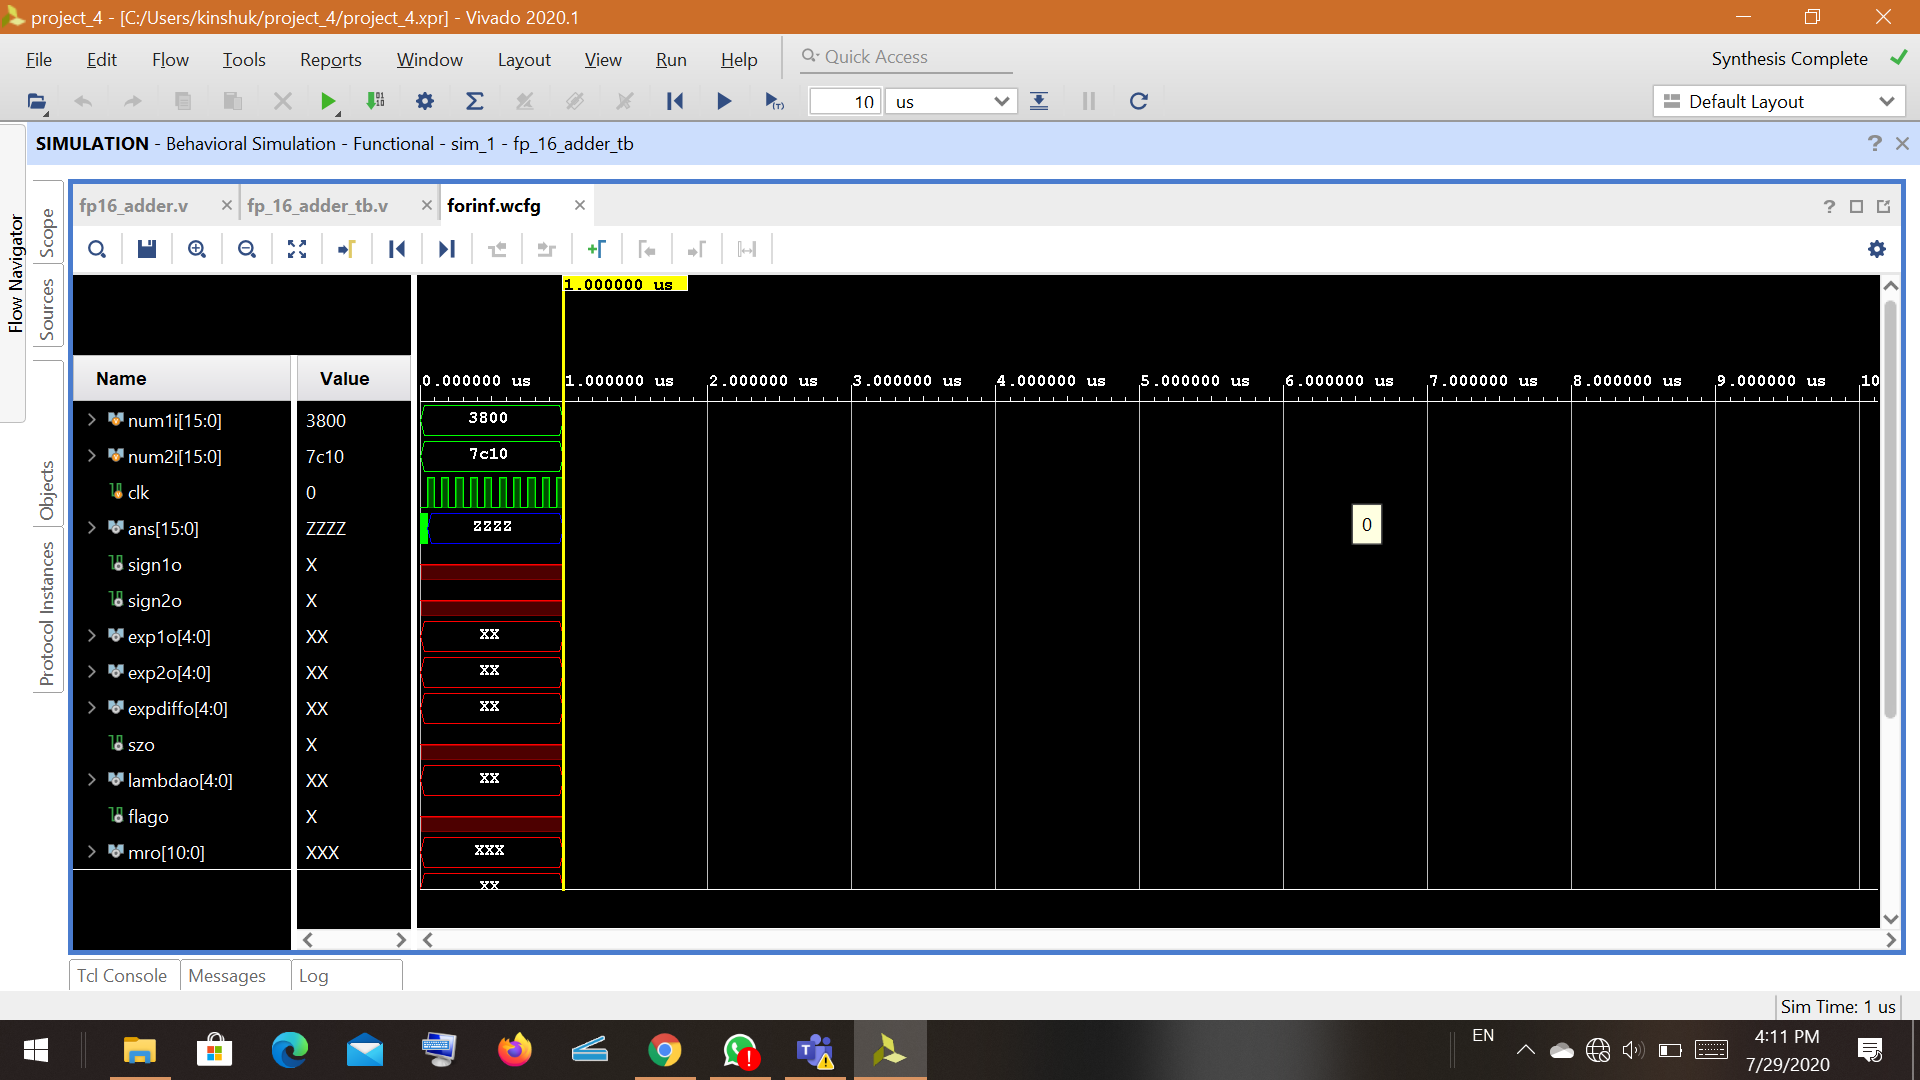 project_4 - [C:/Users/kinshuk/project_4/project_4.xpr] - Vivado 2020.1
File Edit Flow Tools Reports Window Layout View Run Help Quick Access Synthesis Complete
10 us Default Layout
SIMULATION - Behavioral Simulation - Functional - sim_1 - fp_16_adder_tb
Flow Navigator
Scope
Sources
Objects
Protocol Instances
fp16_adder.v fp_16_adder_tb.v forinf.wcfg
1.000000 us
Name Value
0.000000 us 1.000000 us 2.000000 us 3.000000 us 4.000000 us 5.000000 us 6.000000 us 7.000000 us 8.000000 us 9.000000 us 10
num1i[15:0] 3800 3800
num2i[15:0] 7c10 7c10
clk 0
ans[15:0] ZZZZ ZZZZ
0
sign1o X
sign2o X
exp1o[4:0] XX XX
exp2o[4:0] XX XX
expdiffo[4:0] XX XX
szo X
lambdao[4:0] XX XX
flago X
mro[10:0] XXX XXX
XX
Tcl Console Messages Log
Sim Time: 1 us
EN
4:11 PM
7/29/2020